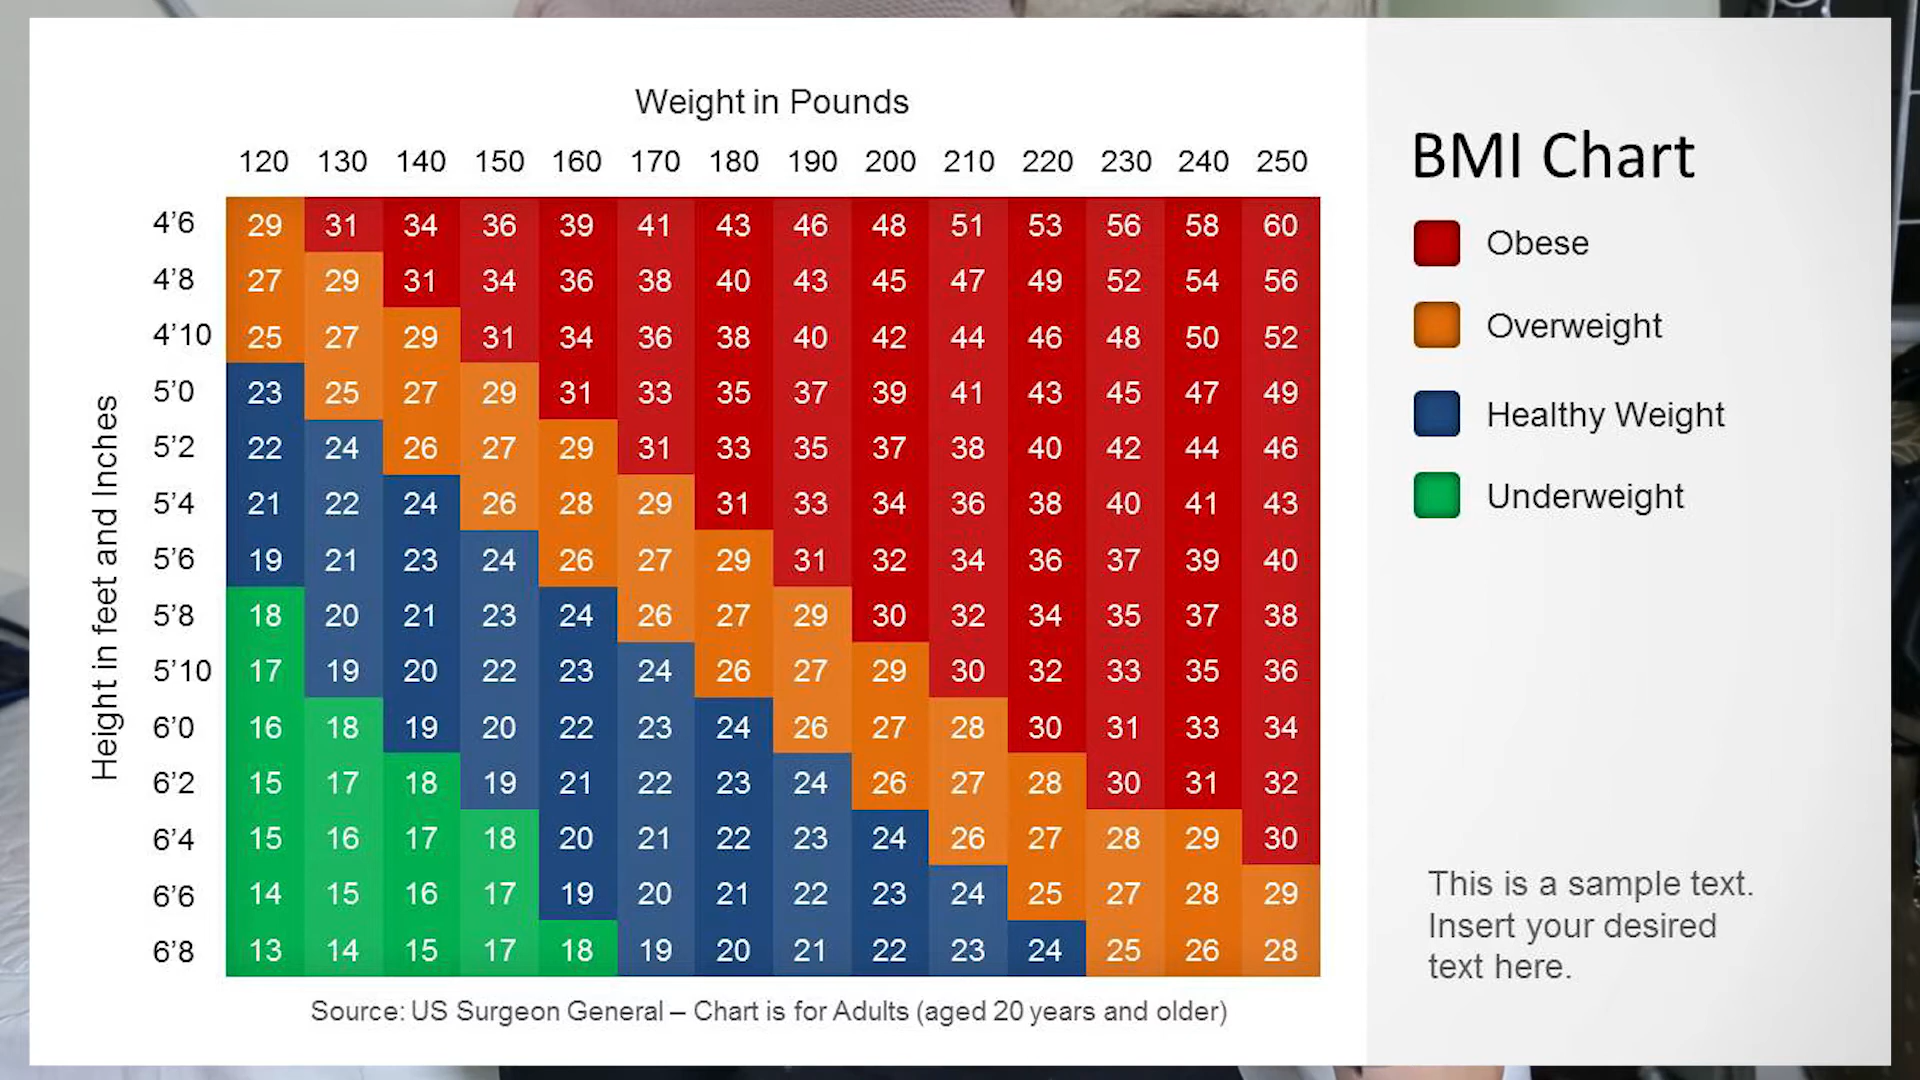 Weight in Pounds
120 130 140 150 160 170 180 190 200 210 220 230 240 250
Height in feet and Inches
4’6 29 31 34 36 39 41 43 46 48 51 53 56 58 60
4’8 27 29 31 34 36 38 40 43 45 47 49 52 54 56
4’10 25 27 29 31 34 36 38 40 42 44 46 48 50 52
5’0 23 25 27 29 31 33 35 37 39 41 43 45 47 49
5’2 22 24 26 27 29 31 33 35 37 38 40 42 44 46
5’4 21 22 24 26 28 29 31 33 34 36 38 40 41 43
5’6 19 21 23 24 26 27 29 31 32 34 36 37 39 40
5’8 18 20 21 23 24 26 27 29 30 32 34 35 37 38
5’10 17 19 20 22 23 24 26 27 29 30 32 33 35 36
6’0 16 18 19 20 22 23 24 26 27 28 30 31 33 34
6’2 15 17 18 19 21 22 23 24 26 27 28 30 31 32
6’4 15 16 17 18 20 21 22 23 24 26 27 28 29 30
6’6 14 15 16 17 19 20 21 22 23 24 25 27 28 29
6’8 13 14 15 17 18 19 20 21 22 23 24 25 26 28
Source: US Surgeon General – Chart is for Adults (aged 20 years and older)
BMI Chart
Obese
Overweight
Healthy Weight
Underweight
This is a sample text.
Insert your desired
text here.